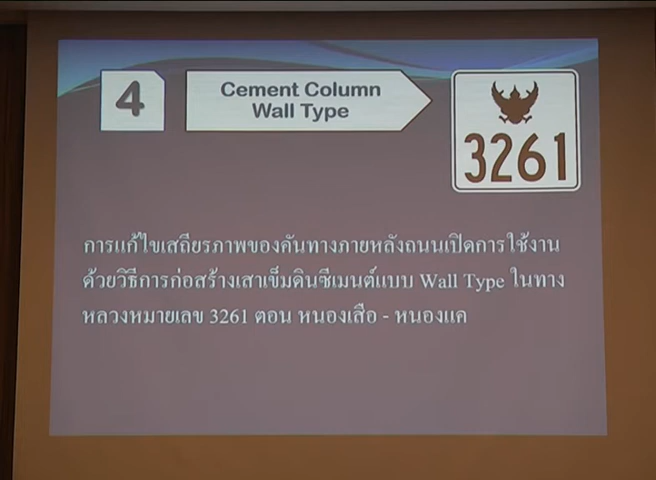 4
Cement Column
Wall Type
3261
การแก้ไขเสถียรภาพของคันทางภายหลังถนนเปิดการใช้งาน
ด้วยวิธีการก่อสร้างเสาเข็มดินซีเมนต์แบบ Wall Type ในทาง
หลวงหมายเลข 3261 ตอน หนองเสือ - หนองแค